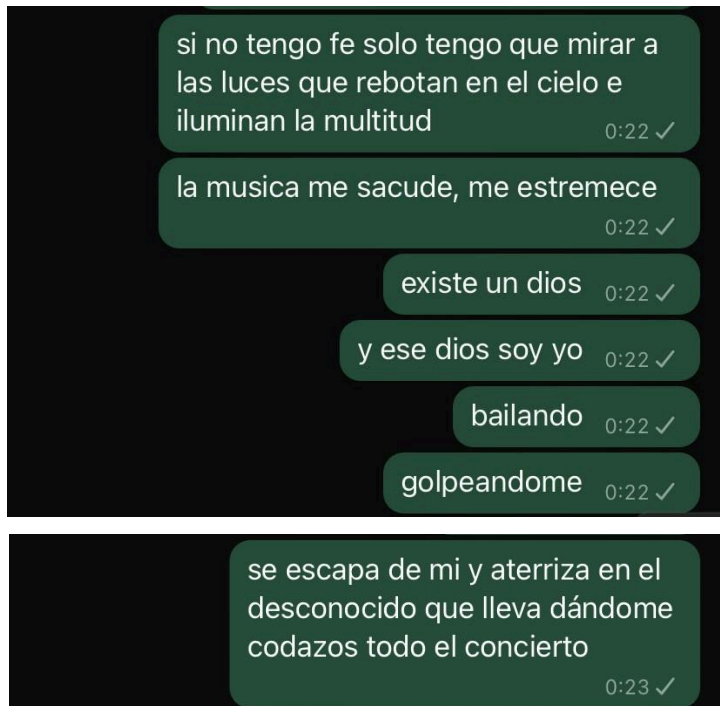 si no tengo fe solo tengo que mirar a
las luces que rebotan en el cielo e
iluminan la multitud
0:22 ✓
la musica me sacude, me estremece
0:22 ✓
existe un dios 0:22 ✓
y ese dios soy yo 0:22 ✓
bailando 0:22 ✓
golpeandome 0:22 ✓
se escapa de mi y aterriza en el
desconocido que lleva dándome
codazos todo el concierto
0:23 ✓